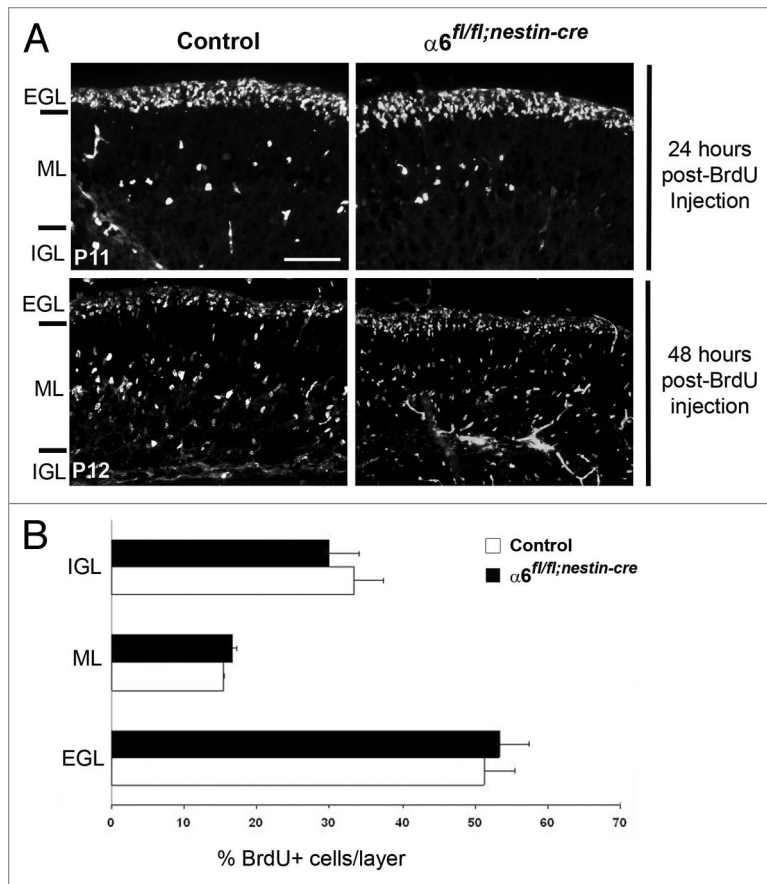 A
Control
α6fl/fl;nestin-cre
EGL
ML
IGL
P11
24 hours
post-BrdU
Injection
EGL
ML
IGL
P12
48 hours
post-BrdU
injection
B
Control
α6fl/fl;nestin-cre
IGL
ML
EGL
0 10 20 30 40 50 60 70
% BrdU+ cells/layer